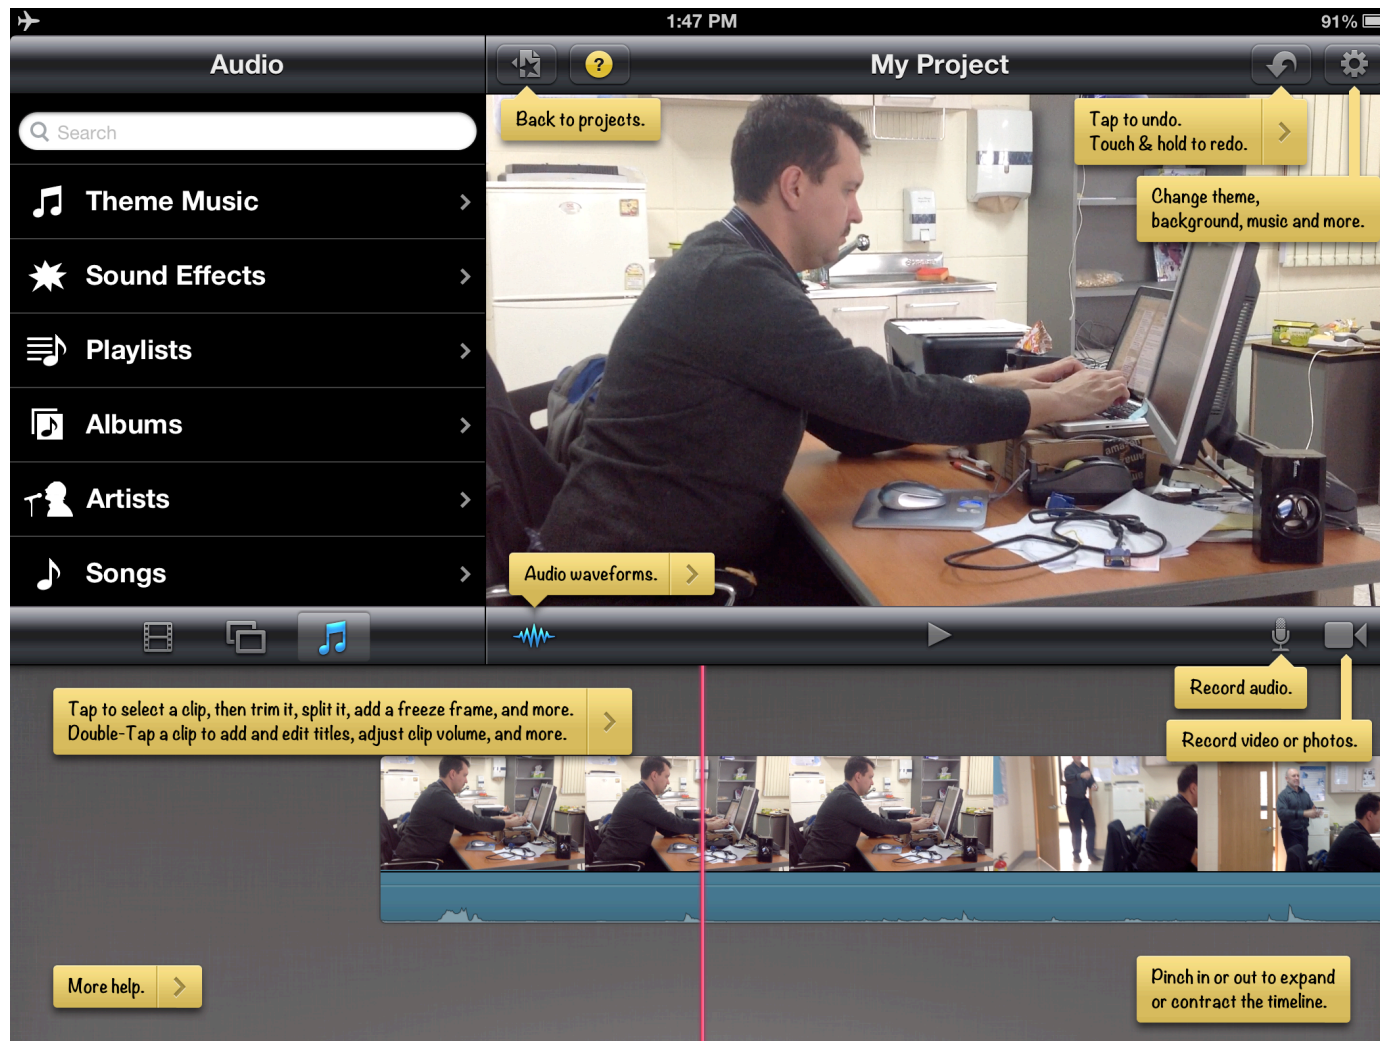 1:47 PM
91%
Audio
?
My Project
Search
Theme Music
Sound Effects
Playlists
Albums
Artists
Songs
Back to projects.
Tap to undo.
Touch & hold to redo.
Change theme,
background, music and more.
amazon
Audio waveforms.
Record audio.
Record video or photos.
Tap to select a clip, then trim it, split it, add a freeze frame, and more.
Double-Tap a clip to add and edit titles, adjust clip volume, and more.
More help.
Pinch in or out to expand
or contract the timeline.